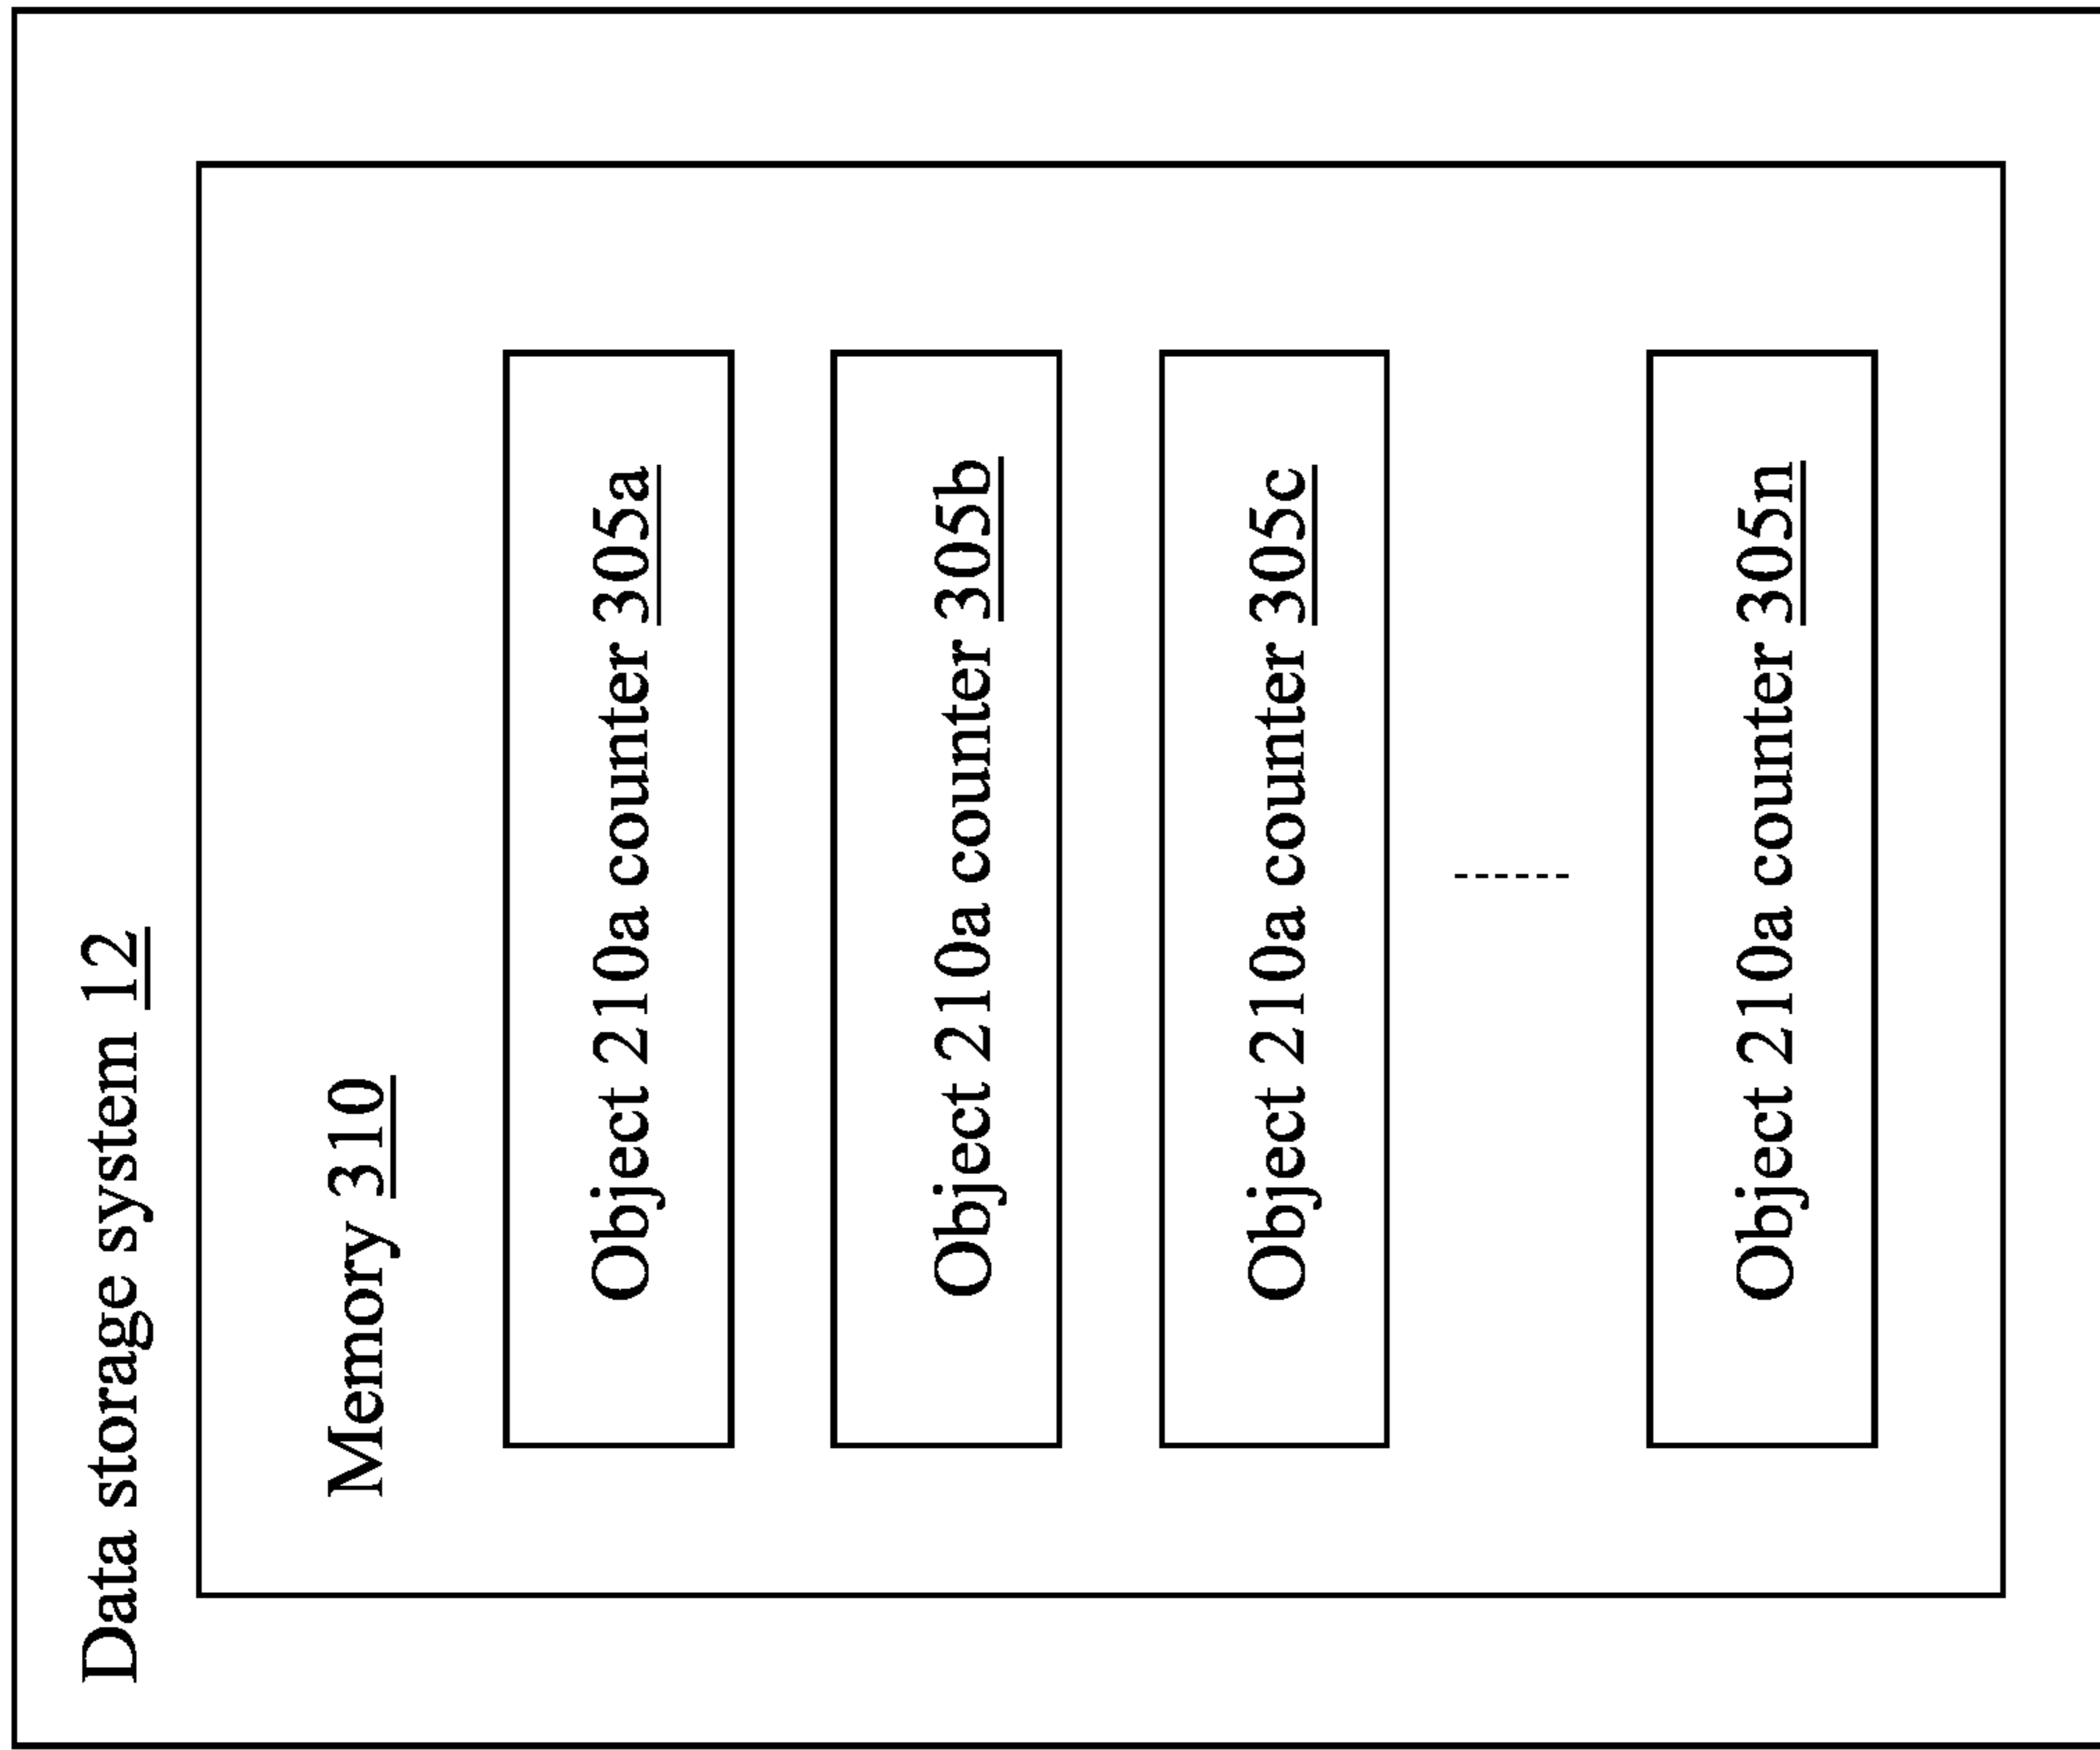 Data storage system 12
Memory 310
Object 210a counter 305a
Object 210a counter 305b
Object 210a counter 305c
Object 210a counter 305n